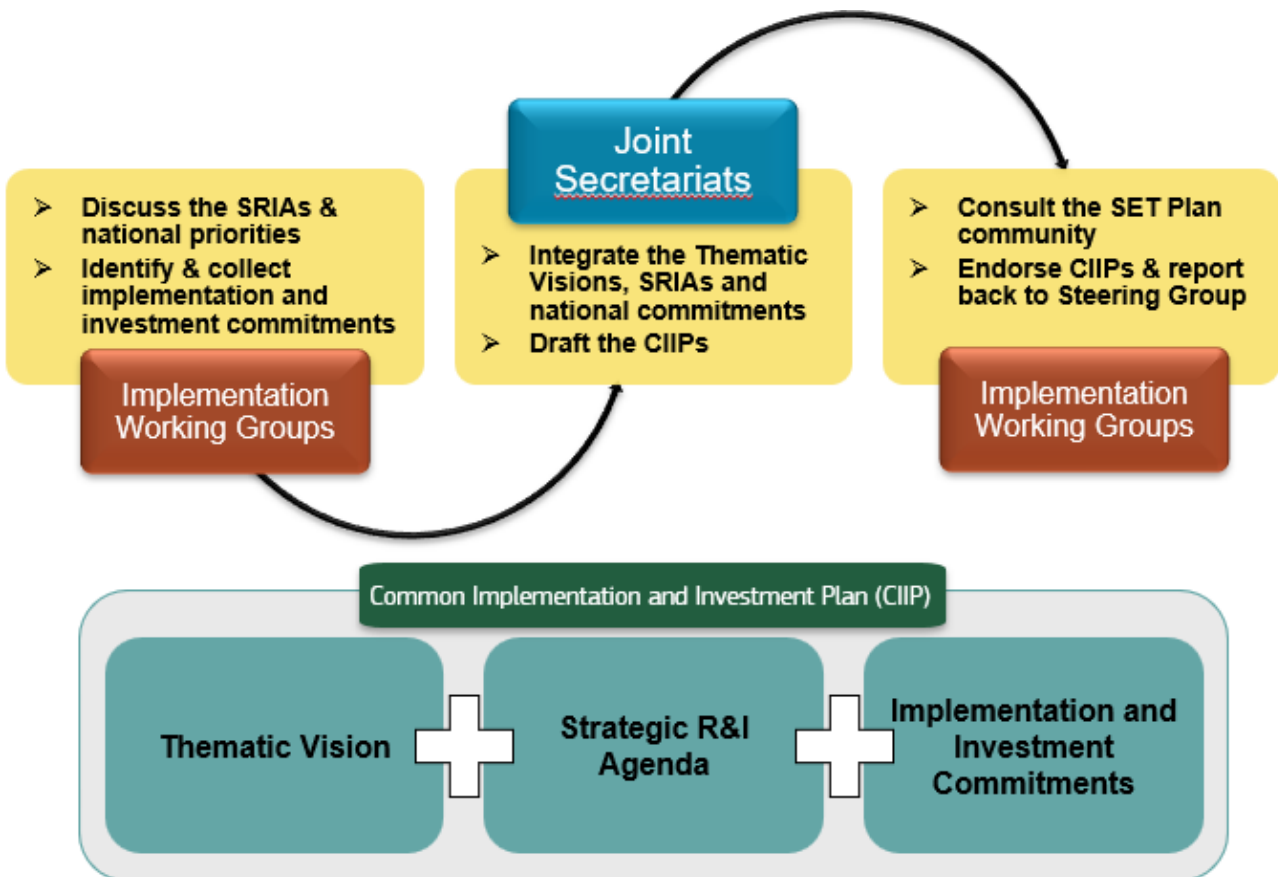 Joint
Secretariats
➢ Discuss the SRIAs &
national priorities
➢ Identify & collect
implementation and
investment commitments
Implementation
Working Groups
➢ Integrate the Thematic
Visions, SRIAs and
national commitments
➢ Draft the CIIPs
➢ Consult the SET Plan
community
➢ Endorse CIIPs & report
back to Steering Group
Implementation
Working Groups
Common Implementation and Investment Plan (CIIP)
Thematic Vision
Strategic R&I
Agenda
Implementation and
Investment
Commitments